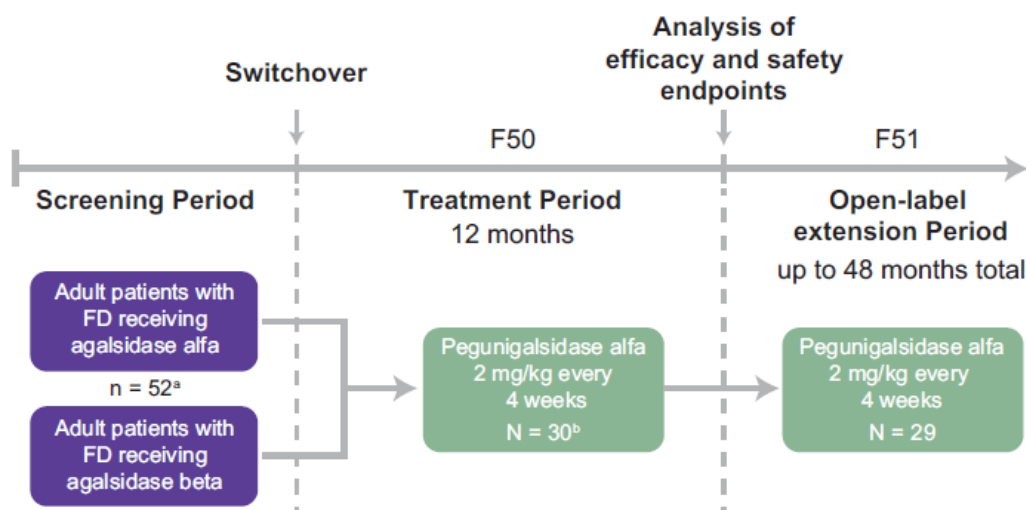 Analysis of
efficacy and safety
endpoints
Switchover
F50
F51
Screening Period
Treatment Period
12 months
Open-label
extension Period
up to 48 months total
Adult patients with
FD receiving
agalsidase alfa
n = 52ᵃ
Adult patients with
FD receiving
agalsidase beta
Pegunigalsidase alfa
2 mg/kg every
4 weeks
N = 30ᵇ
Pegunigalsidase alfa
2 mg/kg every
4 weeks
N = 29